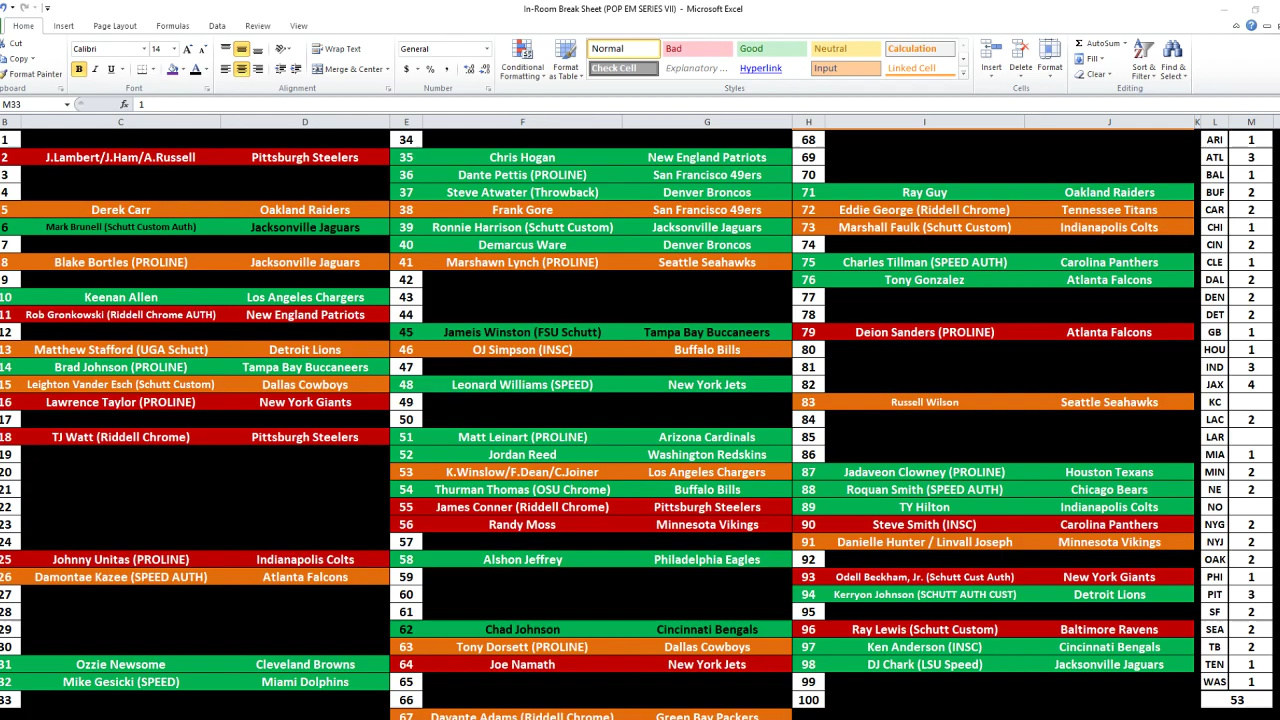 In-Room Break Sheet (POP EM SERIES VII) - Microsoft Excel
Home Insert Page Layout Formulas Data Review View
Cut
Copy
Format Painter
Calibri 14
B I U
Wrap Text
Merge & Center
General
$ % ,
Conditional Formatting
Format as Table
Normal Bad Good Neutral Calculation
Check Cell Explanatory ... Hyperlink Input Linked Cell
Insert Delete Format
AutoSum
Fill
Clear
Sort & Filter
Find & Select
Font Alignment Number Styles Cells Editing
M33 fx 1
B C D E F G H I J K L M
1 34 68 ARI 1
2 J.Lambert/J.Ham/A.Russell Pittsburgh Steelers 35 Chris Hogan New England Patriots 69 ATL 3
3 36 Dante Pettis (PROLINE) San Francisco 49ers 70 BAL 1
4 37 Steve Atwater (Throwback) Denver Broncos 71 Ray Guy Oakland Raiders BUF 2
5 Derek Carr Oakland Raiders 38 Frank Gore San Francisco 49ers 72 Eddie George (Riddell Chrome) Tennessee Titans CAR 2
6 Mark Brunell (Schutt Custom Auth) Jacksonville Jaguars 39 Ronnie Harrison (Schutt Custom) Jacksonville Jaguars 73 Marshall Faulk (Schutt Custom) Indianapolis Colts CHI 1
7 40 Demarcus Ware Denver Broncos 74 CIN 2
8 Blake Bortles (PROLINE) Jacksonville Jaguars 41 Marshawn Lynch (PROLINE) Seattle Seahawks 75 Charles Tillman (SPEED AUTH) Carolina Panthers CLE 1
9 42 76 Tony Gonzalez Atlanta Falcons DAL 2
10 Keenan Allen Los Angeles Chargers 43 77 DEN 2
11 Rob Gronkowski (Riddell Chrome AUTH) New England Patriots 44 78 DET 2
12 45 Jameis Winston (FSU Schutt) Tampa Bay Buccaneers 79 Deion Sanders (PROLINE) Atlanta Falcons GB 1
13 Matthew Stafford (UGA Schutt) Detroit Lions 46 OJ Simpson (INSC) Buffalo Bills 80 HOU 1
14 Brad Johnson (PROLINE) Tampa Bay Buccaneers 47 81 IND 3
15 Leighton Vander Esch (Schutt Custom) Dallas Cowboys 48 Leonard Williams (SPEED) New York Jets 82 JAX 4
16 Lawrence Taylor (PROLINE) New York Giants 49 83 Russell Wilson Seattle Seahawks KC
17 50 84 LAC 2
18 TJ Watt (Riddell Chrome) Pittsburgh Steelers 51 Matt Leinart (PROLINE) Arizona Cardinals 85 LAR
19 52 Jordan Reed Washington Redskins 86 MIA 1
20 53 K.Winslow/F.Dean/C.Joiner Los Angeles Chargers 87 Jadaveon Clowney (PROLINE) Houston Texans MIN 2
21 54 Thurman Thomas (OSU Chrome) Buffalo Bills 88 Roquan Smith (SPEED AUTH) Chicago Bears NE 2
22 55 James Conner (Riddell Chrome) Pittsburgh Steelers 89 TY Hilton Indianapolis Colts NO
23 56 Randy Moss Minnesota Vikings 90 Steve Smith (INSC) Carolina Panthers NYG 2
24 57 91 Danielle Hunter / Linvall Joseph Minnesota Vikings NYJ 2
25 Johnny Unitas (PROLINE) Indianapolis Colts 58 Alshon Jeffrey Philadelphia Eagles 92 OAK 2
26 Damontae Kazee (SPEED AUTH) Atlanta Falcons 59 93 Odell Beckham, Jr. (Schutt Cust Auth) New York Giants PHI 1
27 60 94 Kerryon Johnson (SCHUTT AUTH CUST) Detroit Lions PIT 3
28 61 95 SF 2
29 62 Chad Johnson Cincinnati Bengals 96 Ray Lewis (Schutt Custom) Baltimore Ravens SEA 2
30 63 Tony Dorsett (PROLINE) Dallas Cowboys 97 Ken Anderson (INSC) Cincinnati Bengals TB 2
31 Ozzie Newsome Cleveland Browns 64 Joe Namath New York Jets 98 DJ Chark (LSU Speed) Jacksonville Jaguars TEN 1
32 Mike Gesicki (SPEED) Miami Dolphins 65 99 WAS 1
33 66 100 53
67 Davante Adams (Riddell Chrome) Green Bay Packers